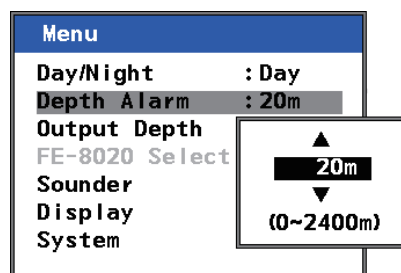 Menu
Day/Night : Day
Depth Alarm : 20m
Output Depth
FE-8020 Select
Sounder
Display
System
▲
20m
▼
(0~2400m)